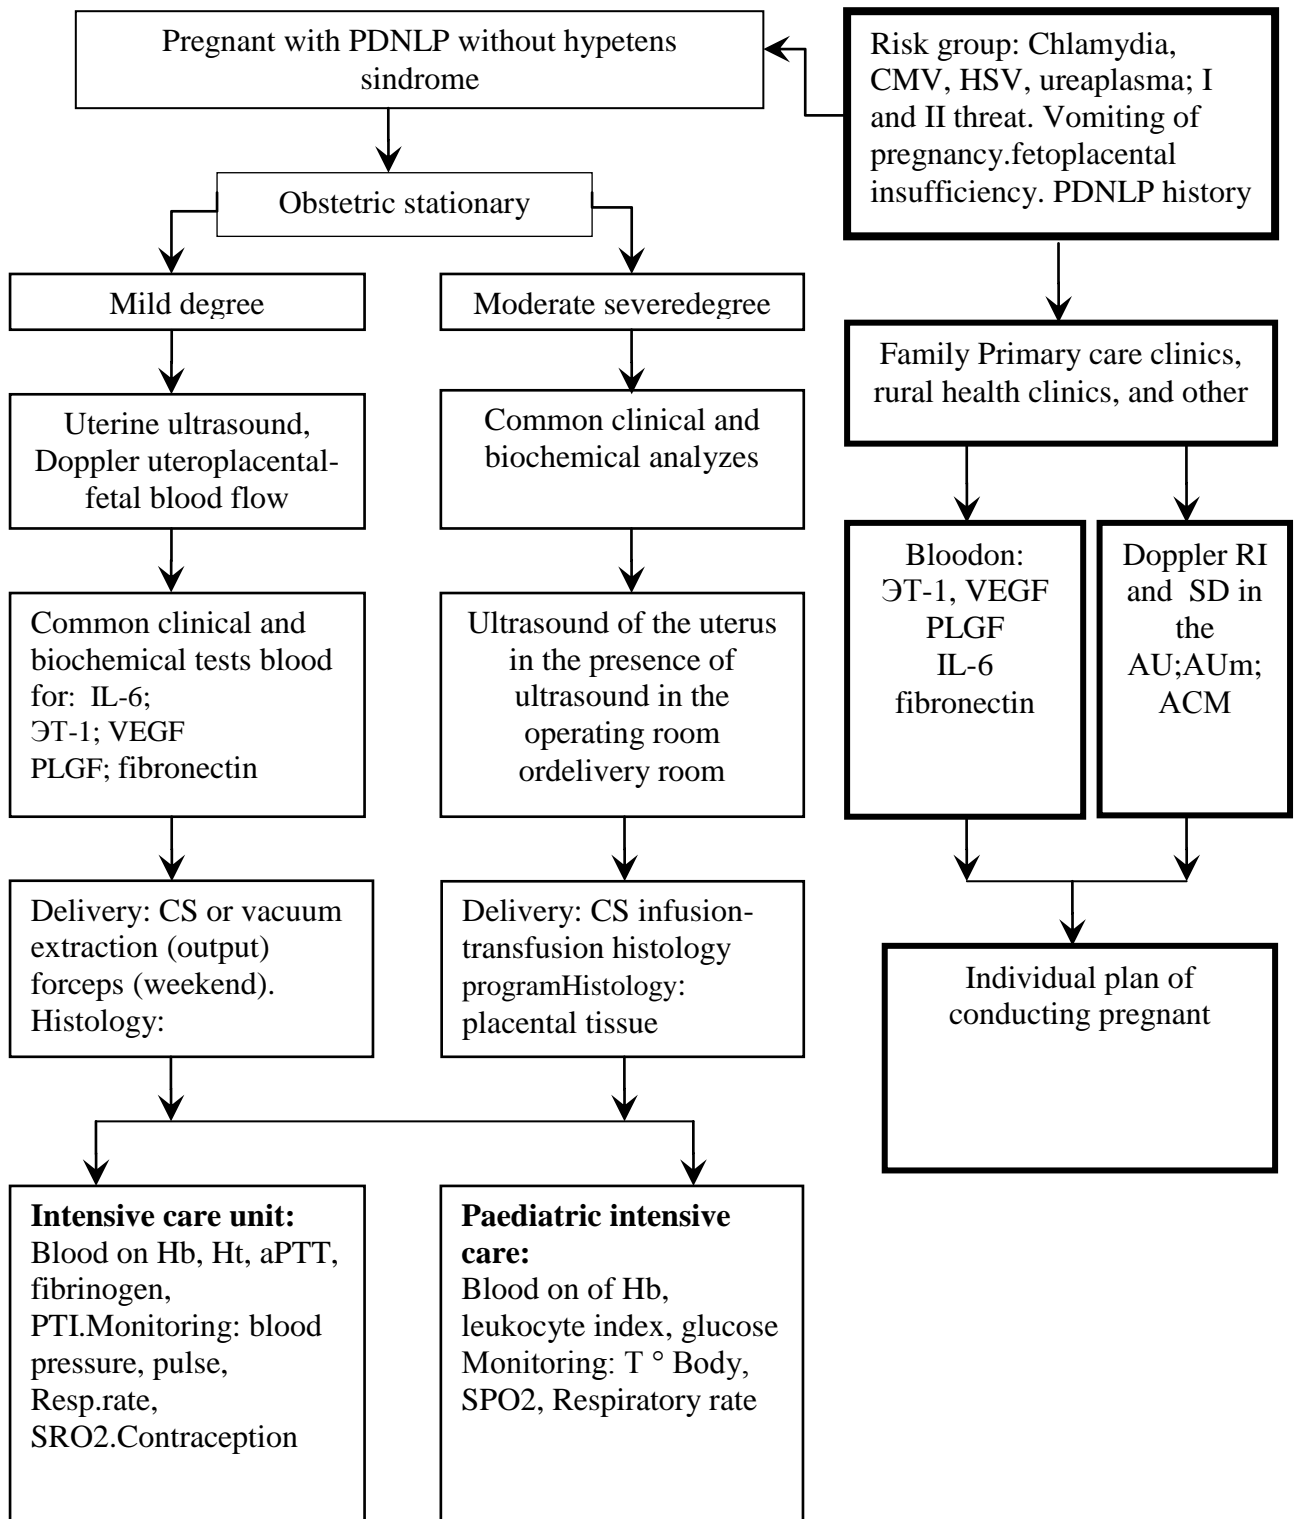 Pregnant with PDNLP without hypetens
sindrome
Risk group: Chlamydia,
CMV, HSV, ureaplasma; I
and II threat. Vomiting of
pregnancy.fetoplacental
insufficiency. PDNLP history
Obstetric stationary
Mild degree
Moderate severedegree
Family Primary care clinics,
rural health clinics, and other
Uterine ultrasound,
Doppler uteroplacental-
fetal blood flow
Common clinical and
biochemical analyzes
Bloodon:
ЭТ-1, VEGF
PLGF
IL-6
fibronectin
Doppler RI
and SD in
the
AU;AUm;
ACM
Common clinical and
biochemical tests blood
for: IL-6;
ЭТ-1; VEGF
PLGF; fibronectin
Ultrasound of the uterus
in the presence of
ultrasound in the
operating room
ordelivery room
Delivery: CS or vacuum
extraction (output)
forceps (weekend).
Histology:
Delivery: CS infusion-
transfusion histology
programHistology:
placental tissue
Individual plan of
conducting pregnant
Intensive care unit:
Blood on Hb, Ht, aPTT,
fibrinogen,
PTI.Monitoring: blood
pressure, pulse,
Resp.rate,
SRO2.Contraception
Paediatric intensive
care:
Blood on of Hb,
leukocyte index, glucose
Monitoring: T ° Body,
SPO2, Respiratory rate